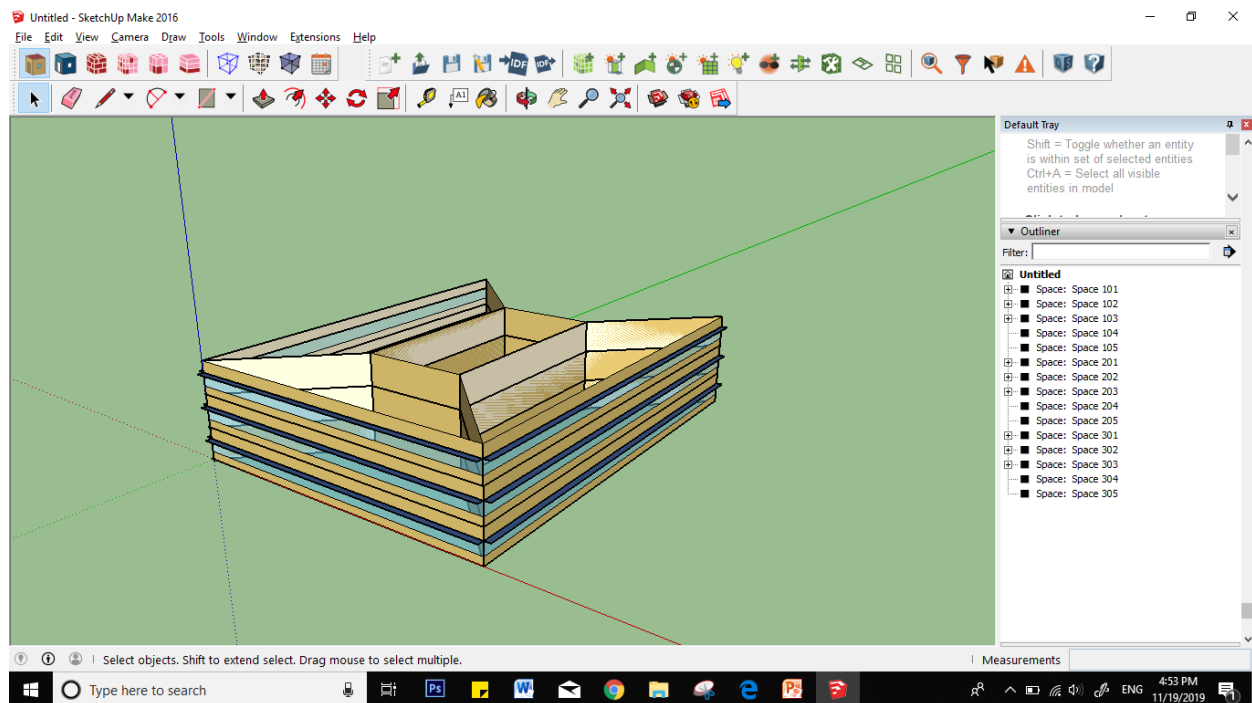 Untitled - SketchUp Make 2016
File Edit View Camera Draw Tools Window Extensions Help
IDF IDF
A1
Default Tray
Shift = Toggle whether an entity
is within set of selected entities
Ctrl+A = Select all visible
entities in model
Outliner
Filter:
Untitled
Space: Space 101
Space: Space 102
Space: Space 103
Space: Space 104
Space: Space 105
Space: Space 201
Space: Space 202
Space: Space 203
Space: Space 204
Space: Space 205
Space: Space 301
Space: Space 302
Space: Space 303
Space: Space 304
Space: Space 305
Select objects. Shift to extend select. Drag mouse to select multiple.
Measurements
Type here to search
Ps
ENG
4:53 PM
11/19/2019